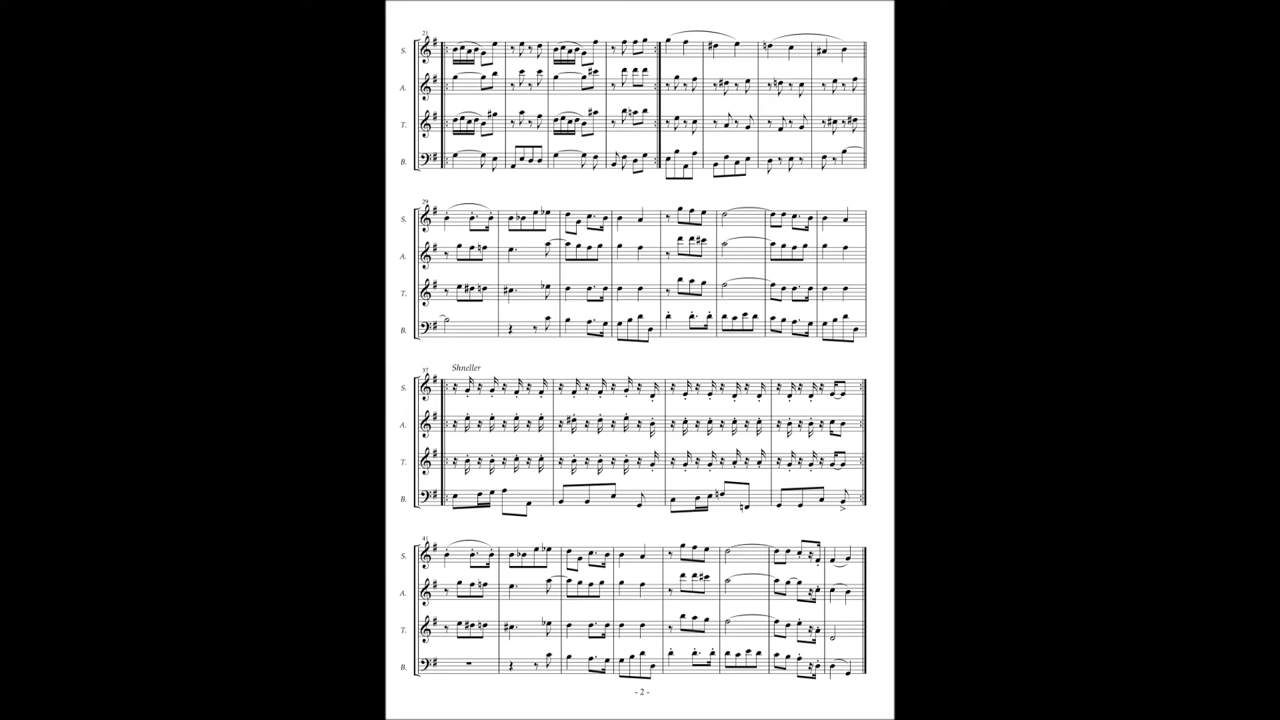 21
S.
A.
T.
B.
29
S.
A.
T.
B.
37
Shneller
S.
A.
T.
B.
41
S.
A.
T.
B.
- 2 -